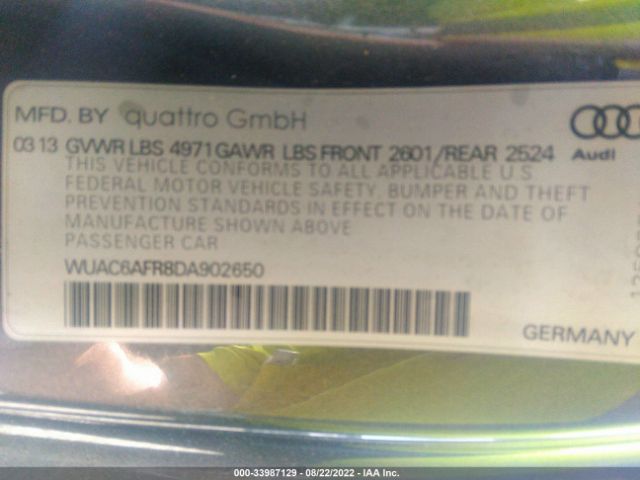 MFD. BY quattro GmbH
03 13 GVWR LBS 4971 GAWR LBS FRONT 2601/REAR 2524
Audi
THIS VEHICLE CONFORMS TO ALL APPLICABLE U S
FEDERAL MOTOR VEHICLE SAFETY, BUMPER AND THEFT
PREVENTION STANDARDS IN EFFECT ON THE DATE OF
MANUFACTURE SHOWN ABOVE
PASSENGER CAR
WUAC6AFR8DA902650
GERMANY
000-33987129 - 08/22/2022 - IAA Inc.